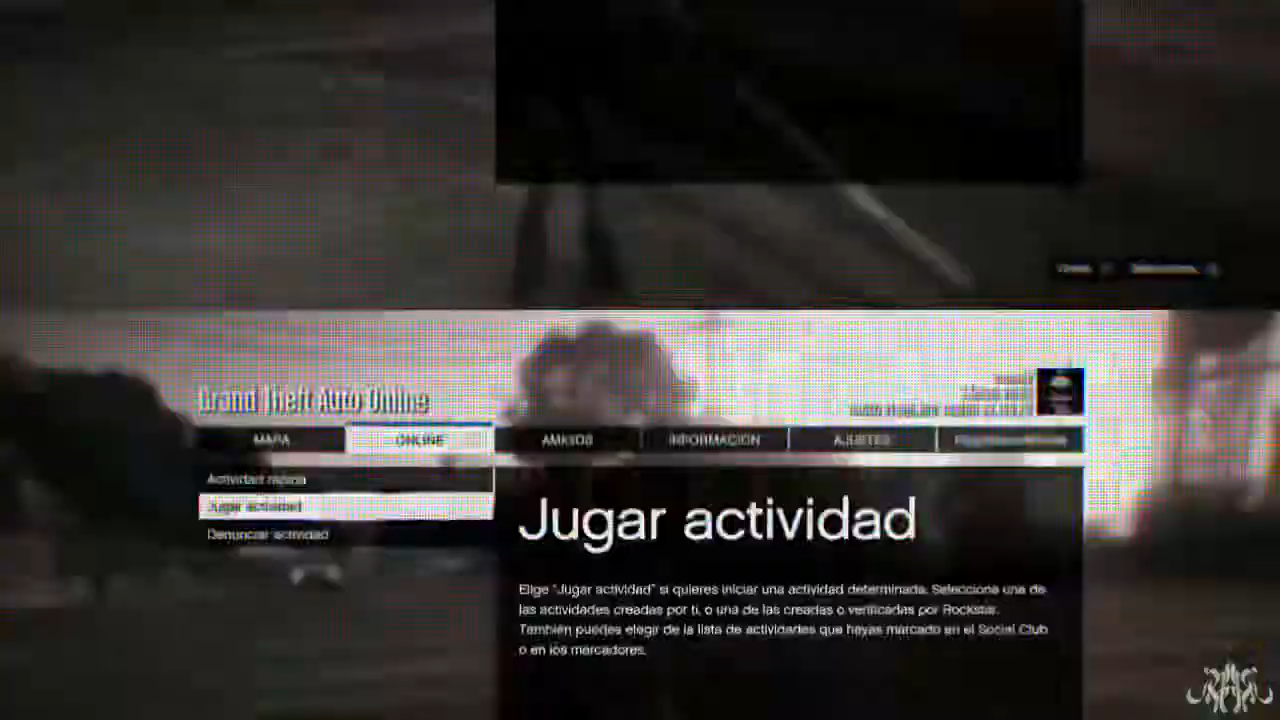 Grand Theft Auto Online
MAPA ONLINE AMIGOS INFORMACIÓN AJUSTES
Actividad rápida
Jugar actividad
Denunciar actividad
Jugar actividad
Elige "Jugar actividad" si quieres iniciar una actividad determinada. Selecciona una de
las actividades creadas por ti, o una de las creadas o verificadas por Rockstar.
También puedes elegir de la lista de actividades que hayas marcado en el Social Club
o en los marcadores.